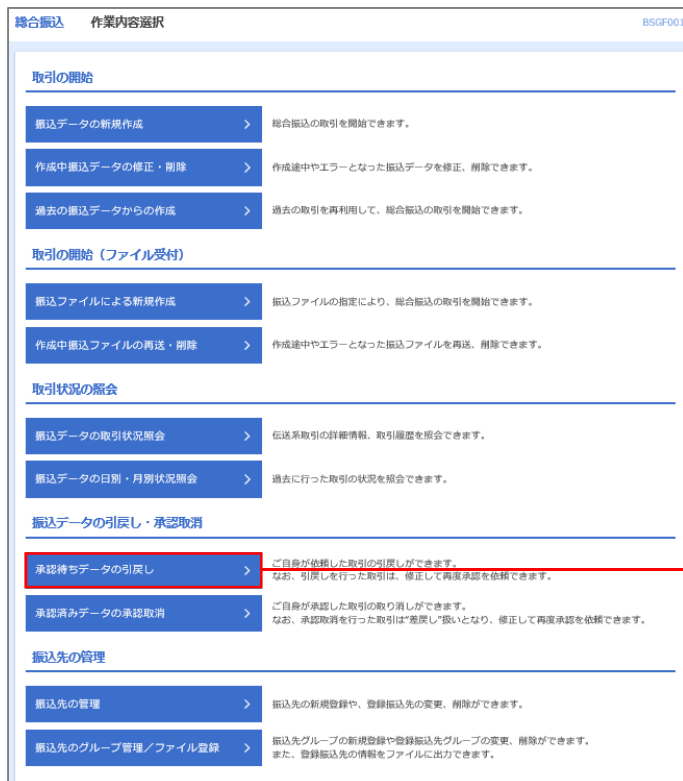 総合振込 作業内容選択 BSGF001
取引の開始
振込データの新規作成 総合振込の取引を開始できます。
作成中振込データの修正・削除 作成途中やエラーとなった振込データを修正、削除できます。
過去の振込データからの作成 過去の取引を再利用して、総合振込の取引を開始できます。
取引の開始（ファイル受付）
振込ファイルによる新規作成 振込ファイルの指定により、総合振込の取引を開始できます。
作成中振込ファイルの再送・削除 作成途中やエラーとなった振込ファイルを再送、削除できます。
取引状況の照会
振込データの取引状況照会 伝送系取引の詳細情報、取引履歴を照会できます。
振込データの日別・月別状況照会 過去に行った取引の状況を照会できます。
振込データの引戻し・承認取消
承認待ちデータの引戻し ご自身が依頼した取引の引戻しができます。
なお、引戻しを行った取引は、修正して再度承認を依頼できます。
承認済みデータの承認取消 ご自身が承認した取引の取り消しができます。
なお、承認取消を行った取引は“差戻し”扱いとなり、修正して再度承認を依頼できます。
振込先の管理
振込先の管理 振込先の新規登録や、登録振込先の変更、削除ができます。
振込先のグループ管理／ファイル登録 振込先グループの新規登録や登録振込先グループの変更、削除ができます。
また、登録振込先の情報をファイルに出力できます。